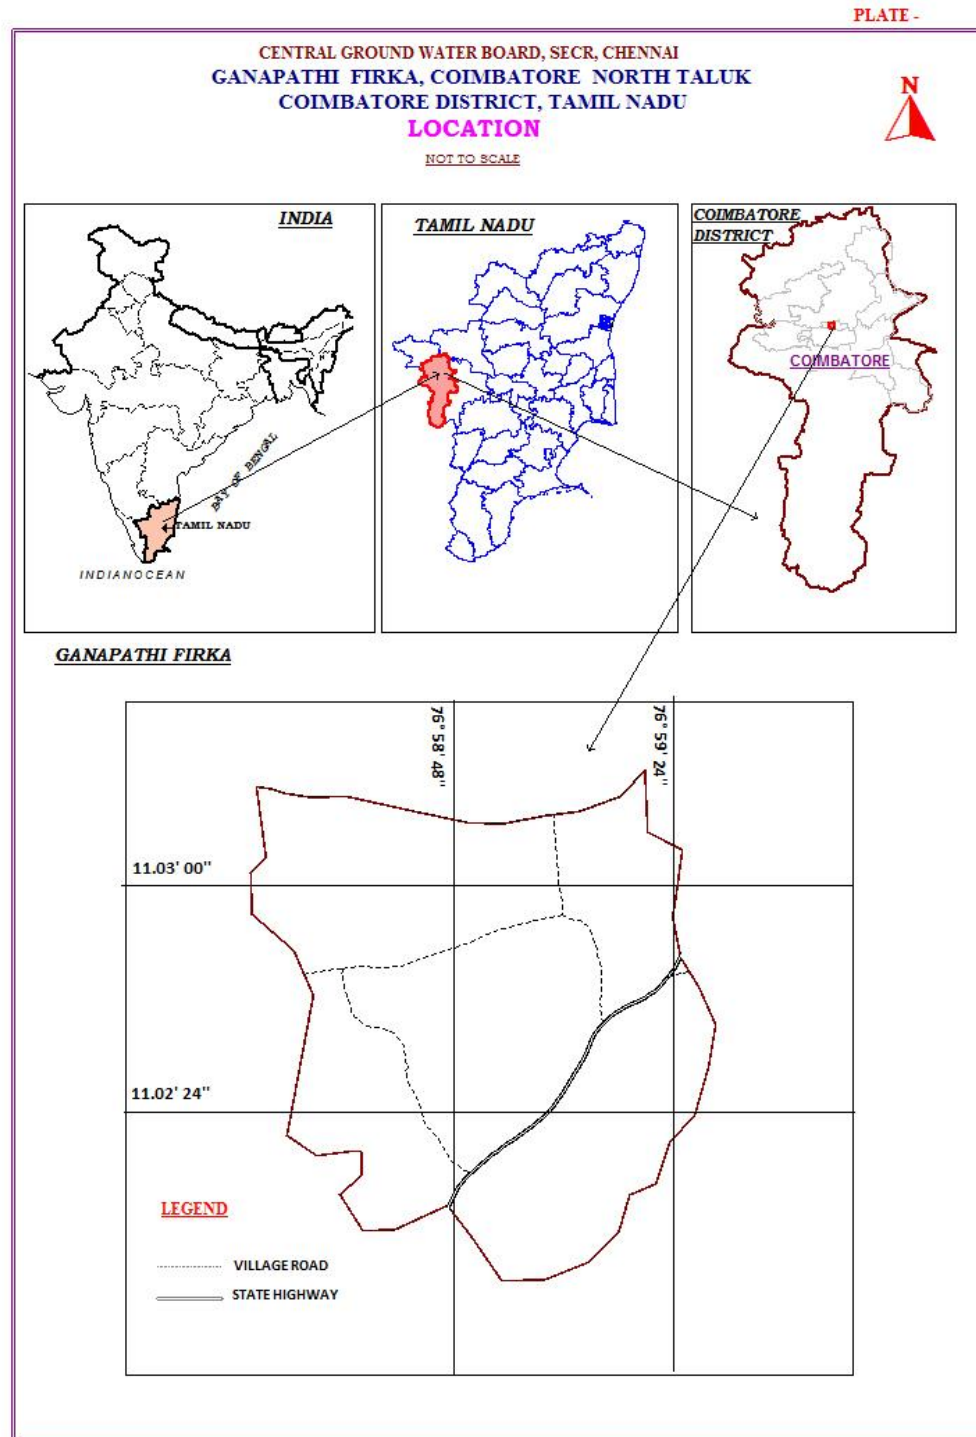 PLATE -
CENTRAL GROUND WATER BOARD, SECR, CHENNAI
GANAPATHI FIRKA, COIMBATORE NORTH TALUK
COIMBATORE DISTRICT, TAMIL NADU
LOCATION
NOT TO SCALE
N
INDIA
BAY OF BENGAL
TAMIL NADU
INDIANOCEAN
TAMIL NADU
COIMBATORE
DISTRICT
COIMBATORE
GANAPATHI FIRKA
76° 58' 48"
76° 59' 24"
11.03' 00"
11.02' 24"
LEGEND
VILLAGE ROAD
STATE HIGHWAY